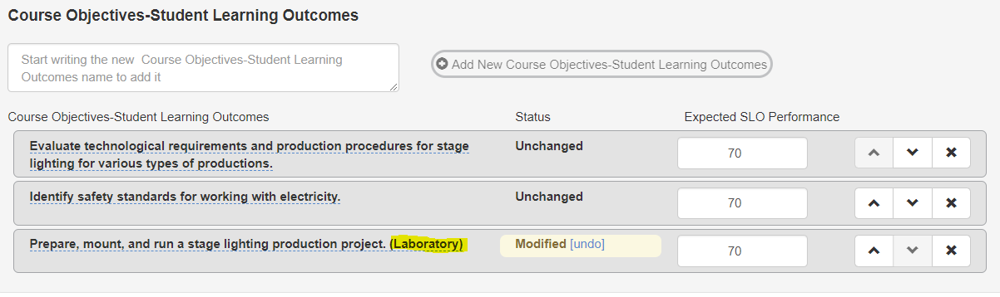 Course Objectives-Student Learning Outcomes
Start writing the new Course Objectives-Student Learning
Outcomes name to add it
Add New Course Objectives-Student Learning Outcomes
Course Objectives-Student Learning Outcomes Status Expected SLO Performance
Evaluate technological requirements and production procedures for stage Unchanged 70
lighting for various types of productions.
Identify safety standards for working with electricity. Unchanged 70
Prepare, mount, and run a stage lighting production project. (Laboratory) Modified [undo] 70